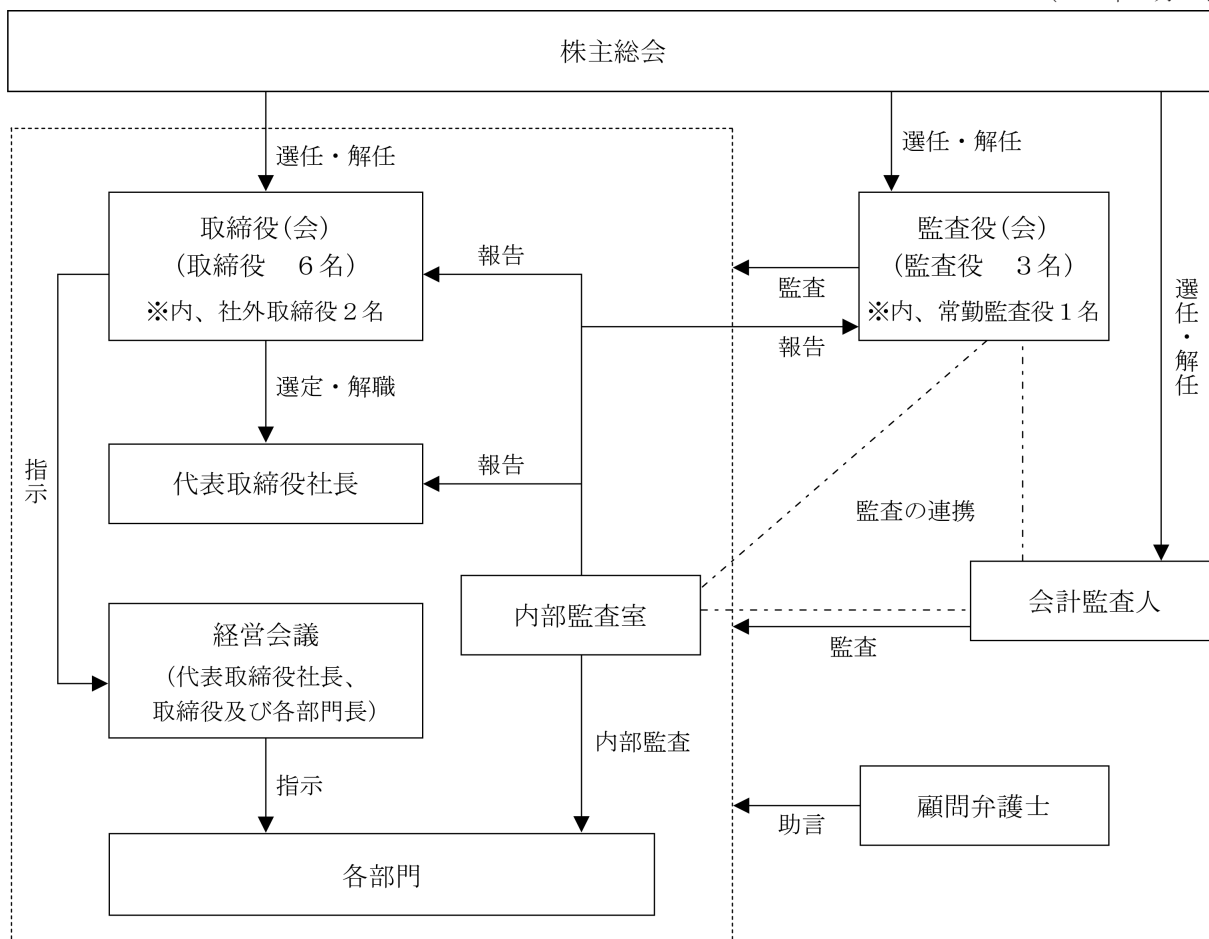 株主総会
選任・解任
選任・解任
選任・解任
取締役(会)
(取締役　６名)
※内、社外取締役２名
監査役(会)
(監査役　３名)
※内、常勤監査役１名
報告
監査
報告
選定・解職
指示
代表取締役社長
報告
監査の連携
内部監査室
会計監査人
監査
経営会議
(代表取締役社長、
取締役及び各部門長)
内部監査
指示
顧問弁護士
助言
各部門